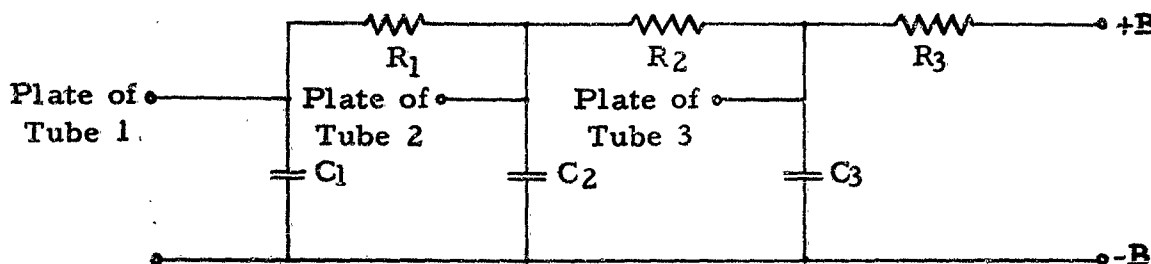 +B
R1
R2
R3
Plate of
Tube 1
Plate of
Tube 2
Plate of
Tube 3
C1
C2
C3
-B